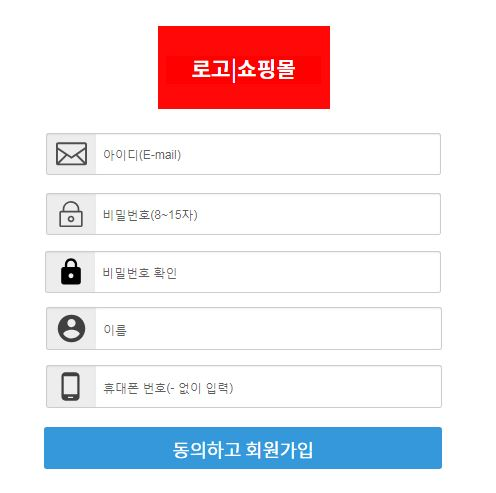 로고|쇼핑몰
아이디(E-mail)
비밀번호(8~15자)
비밀번호 확인
이름
휴대폰 번호(- 없이 입력)
동의하고 회원가입